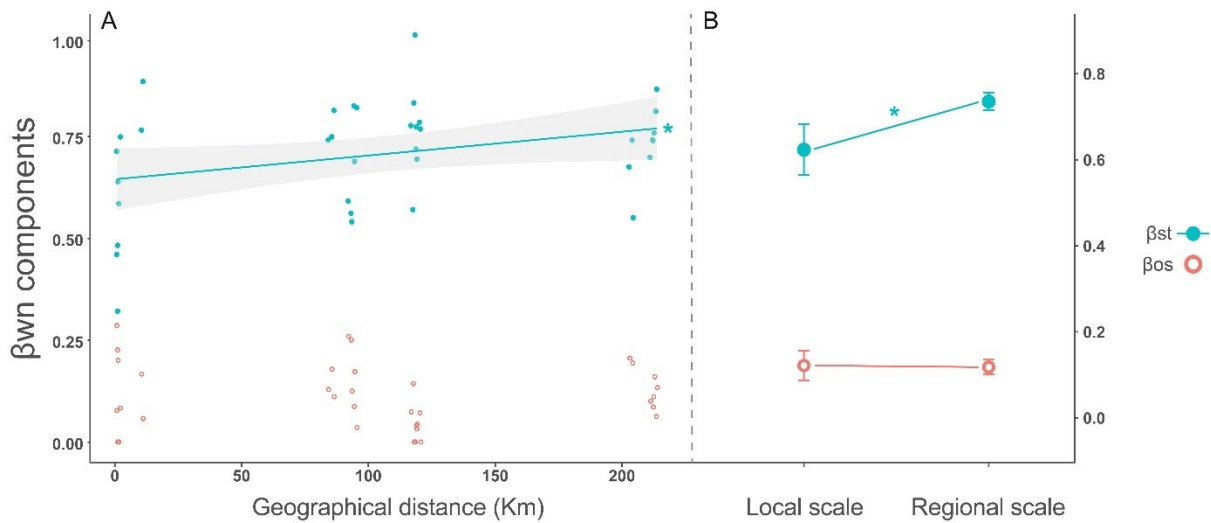 A
B
βwn components
1.00
0.75
0.50
0.25
0.00
*
0 50 100 150 200
Geographical distance (Km)
*
0.8
0.6
0.4
0.2
0.0
Local scale Regional scale
βst
βos